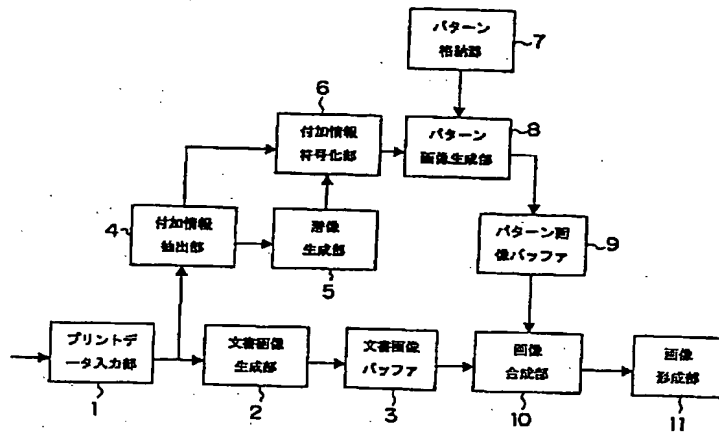 パターン
格納部
7
6
付加情報
符号化部
パターン
画像生成部
8
4
付加情報
抽出部
潜像
生成部
5
パターン画
像バッファ
9
プリントデ
ータ入力部
1
文書画像
生成部
2
文書画像
バッファ
3
画像
合成部
10
画像
形成部
11